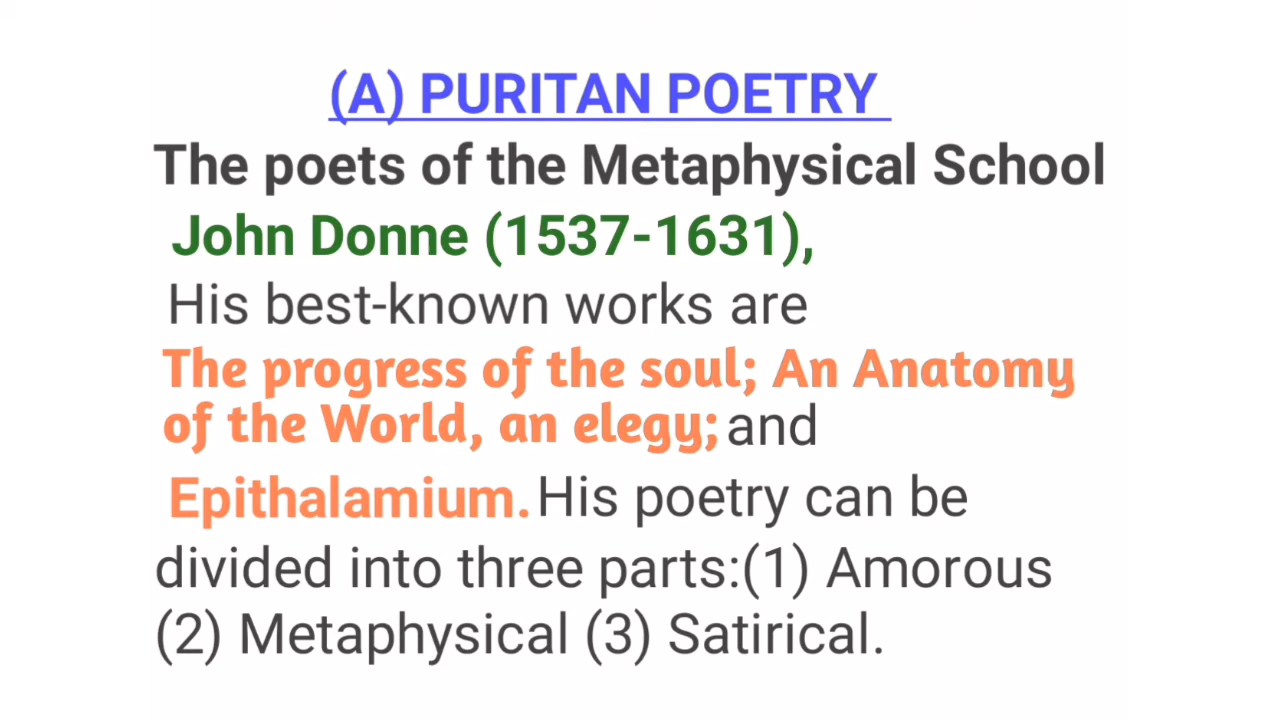 (A) PURITAN POETRY
The poets of the Metaphysical School
John Donne (1537-1631),
His best-known works are
The progress of the soul; An Anatomy
of the World, an elegy; and
Epithalamium. His poetry can be
divided into three parts:(1) Amorous
(2) Metaphysical (3) Satirical.